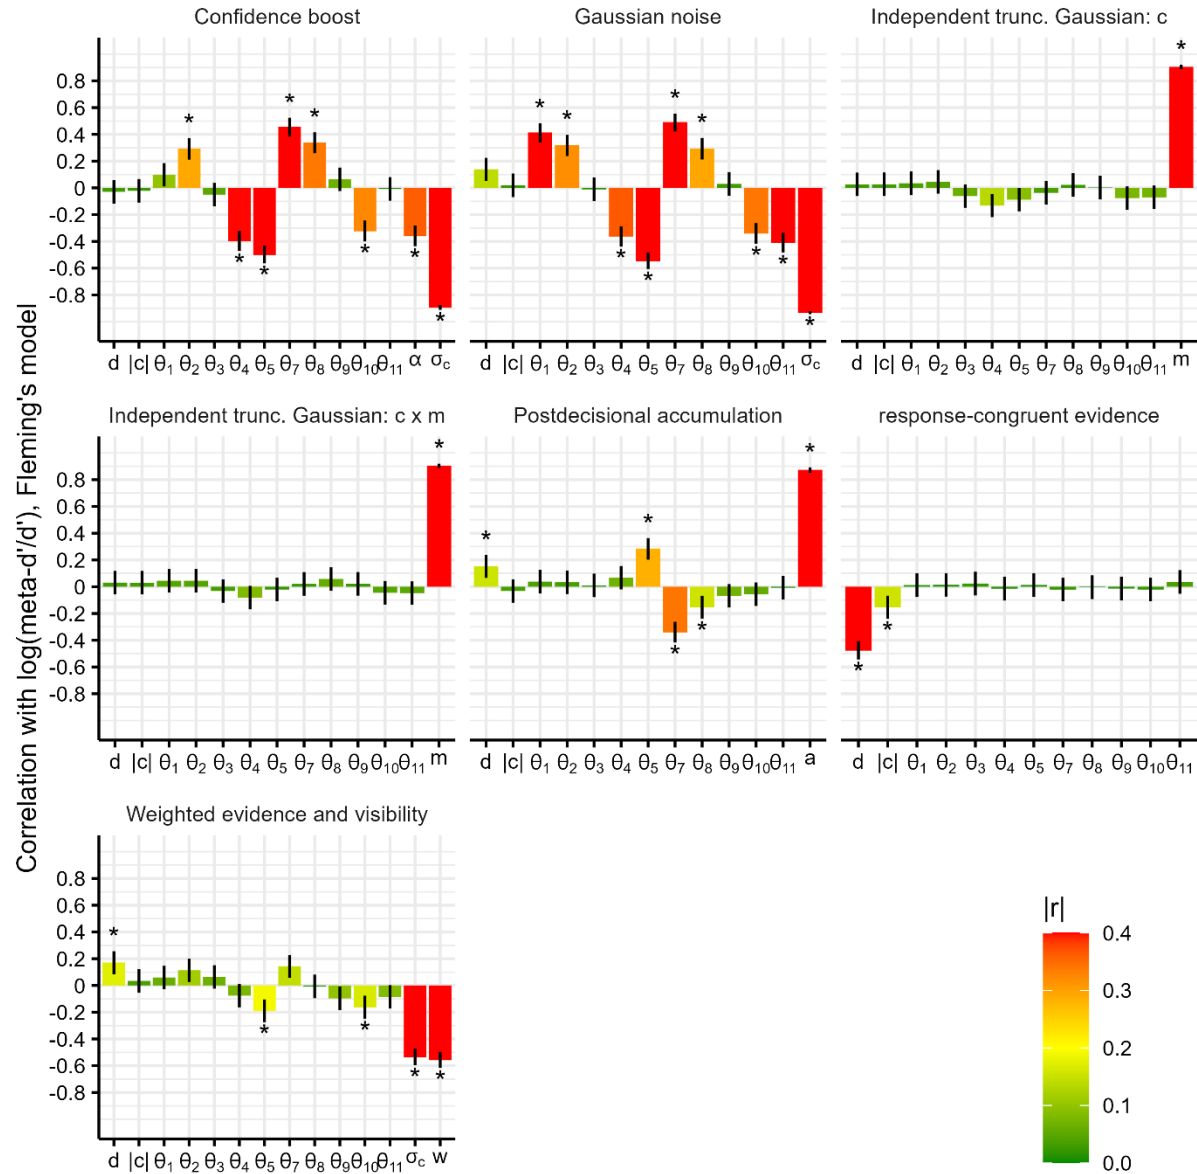 Confidence boost
Gaussian noise
Independent trunc. Gaussian: c
Correlation with log(meta-d'/d'), Fleming's model
0.8
0.6
0.4
0.2
0
-0.2
-0.4
-0.6
-0.8
* * * * * * * * *
* * * * * * * * *
*
d |c| θ₁ θ₂ θ₃ θ₄ θ₅ θ₇ θ₈ θ₉ θ₁₀ θ₁₁ α σc
d |c| θ₁ θ₂ θ₃ θ₄ θ₅ θ₇ θ₈ θ₉ θ₁₀ θ₁₁ σc
d |c| θ₁ θ₂ θ₃ θ₄ θ₅ θ₇ θ₈ θ₉ θ₁₀ θ₁₁ m
Independent trunc. Gaussian: c x m
Postdecisional accumulation
response-congruent evidence
0.8
0.6
0.4
0.2
0
-0.2
-0.4
-0.6
-0.8
*
* * * * *
* *
d |c| θ₁ θ₂ θ₃ θ₄ θ₅ θ₇ θ₈ θ₉ θ₁₀ θ₁₁ m
d |c| θ₁ θ₂ θ₃ θ₄ θ₅ θ₇ θ₈ θ₉ θ₁₀ θ₁₁ a
d |c| θ₁ θ₂ θ₃ θ₄ θ₅ θ₇ θ₈ θ₉ θ₁₀ θ₁₁
Weighted evidence and visibility
0.8
0.6
0.4
0.2
0
-0.2
-0.4
-0.6
-0.8
* * * * *
d |c| θ₁ θ₂ θ₃ θ₄ θ₅ θ₇ θ₈ θ₉ θ₁₀ θ₁₁ σc w
|r|
0.4
0.3
0.2
0.1
0.0